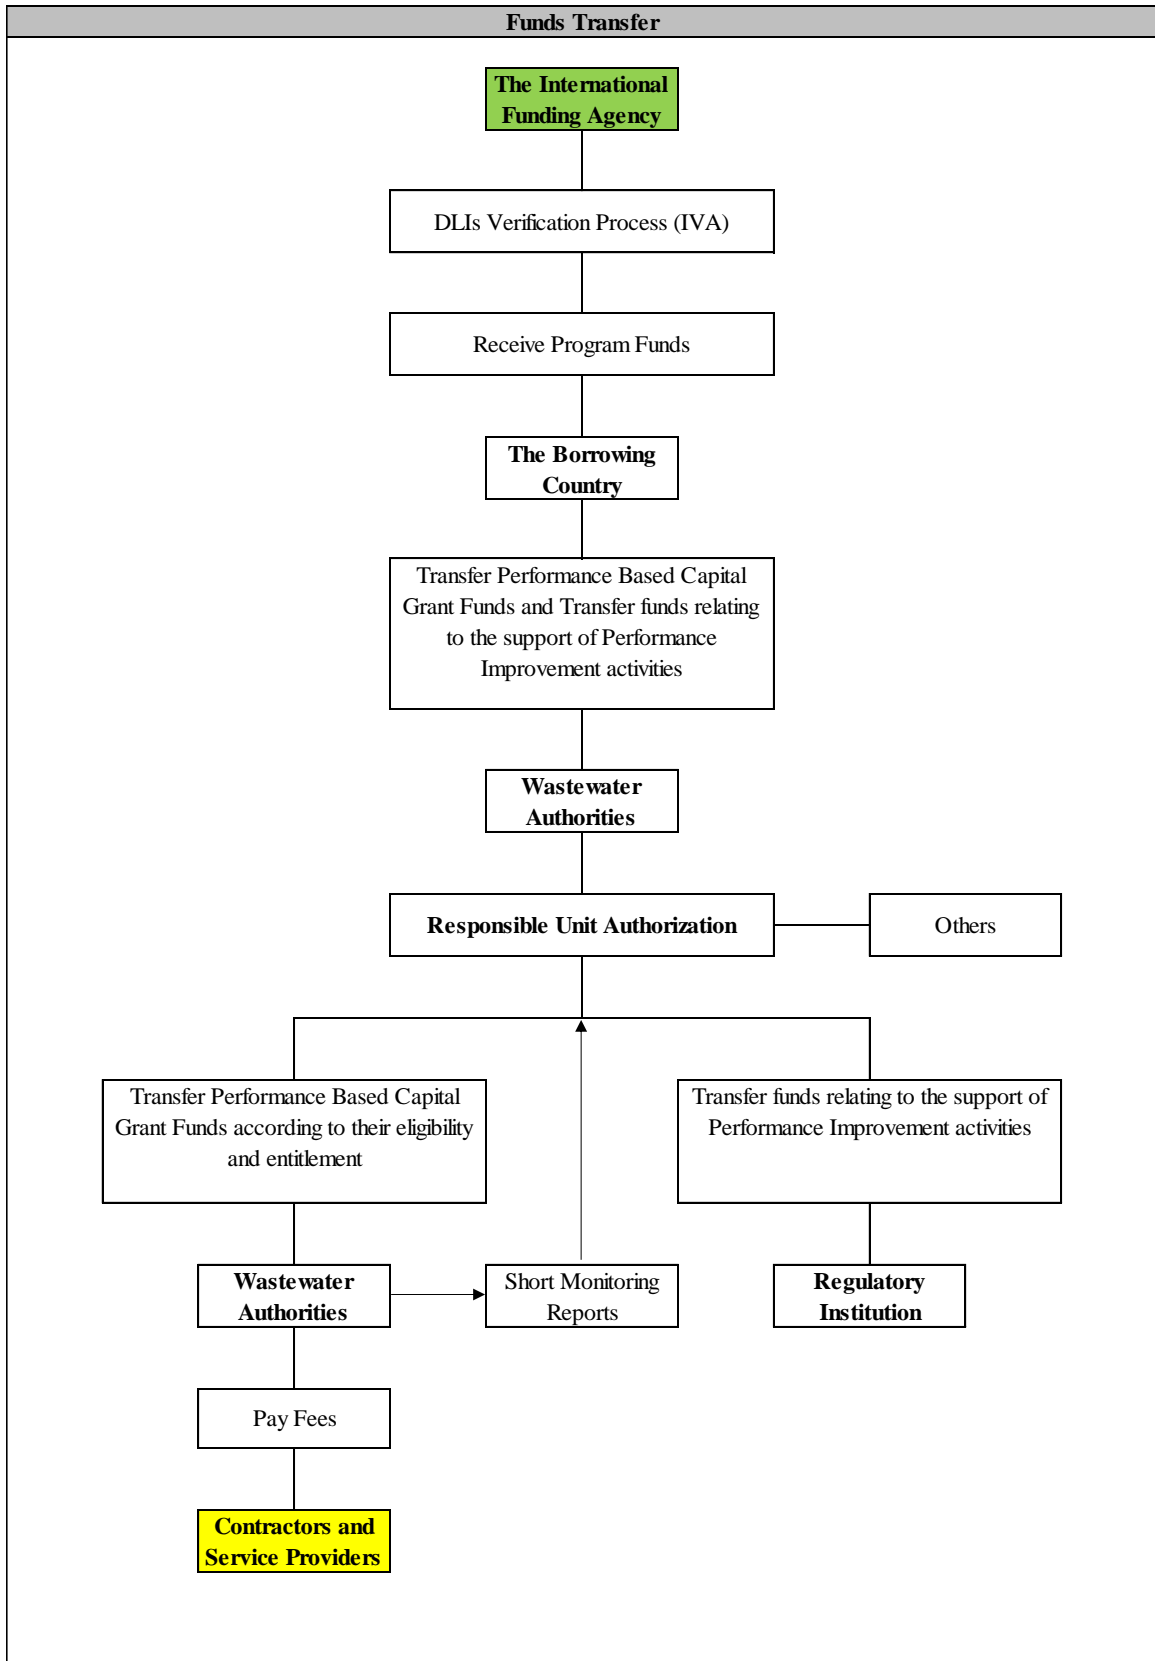 Funds Transfer
The International
Funding Agency
DLIs Verification Process (IVA)
Receive Program Funds
The Borrowing
Country
Transfer Performance Based Capital
Grant Funds and Transfer funds relating
to the support of Performance
Improvement activities
Wastewater
Authorities
Responsible Unit Authorization
Others
Transfer Performance Based Capital
Grant Funds according to their eligibility
and entitlement
Transfer funds relating to the support of
Performance Improvement activities
Wastewater
Authorities
Short Monitoring
Reports
Regulatory
Institution
Pay Fees
Contractors and
Service Providers